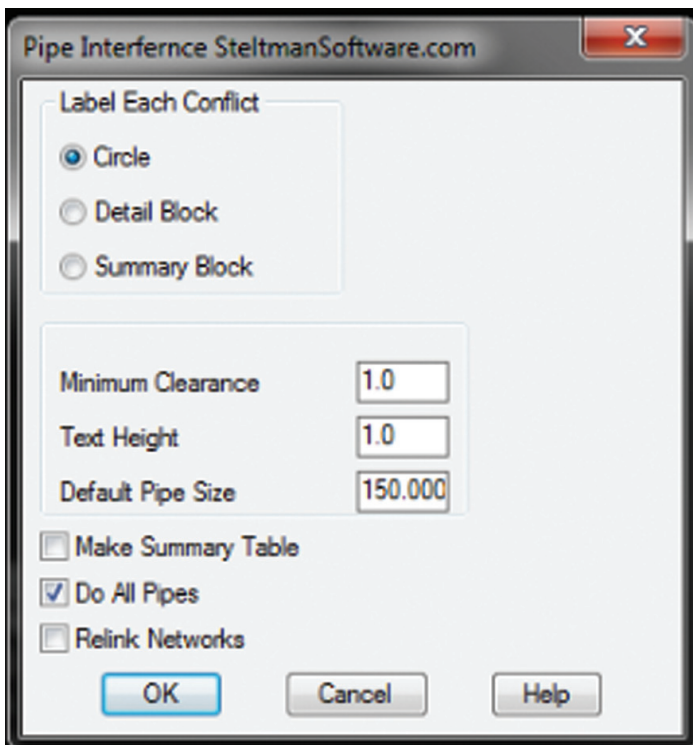 Pipe Interfernce SteltmanSoftware.com
Label Each Conflict
Circle
Detail Block
Summary Block
Minimum Clearance 1.0
Text Height 1.0
Default Pipe Size 150.000
Make Summary Table
Do All Pipes
Relink Networks
OK Cancel Help